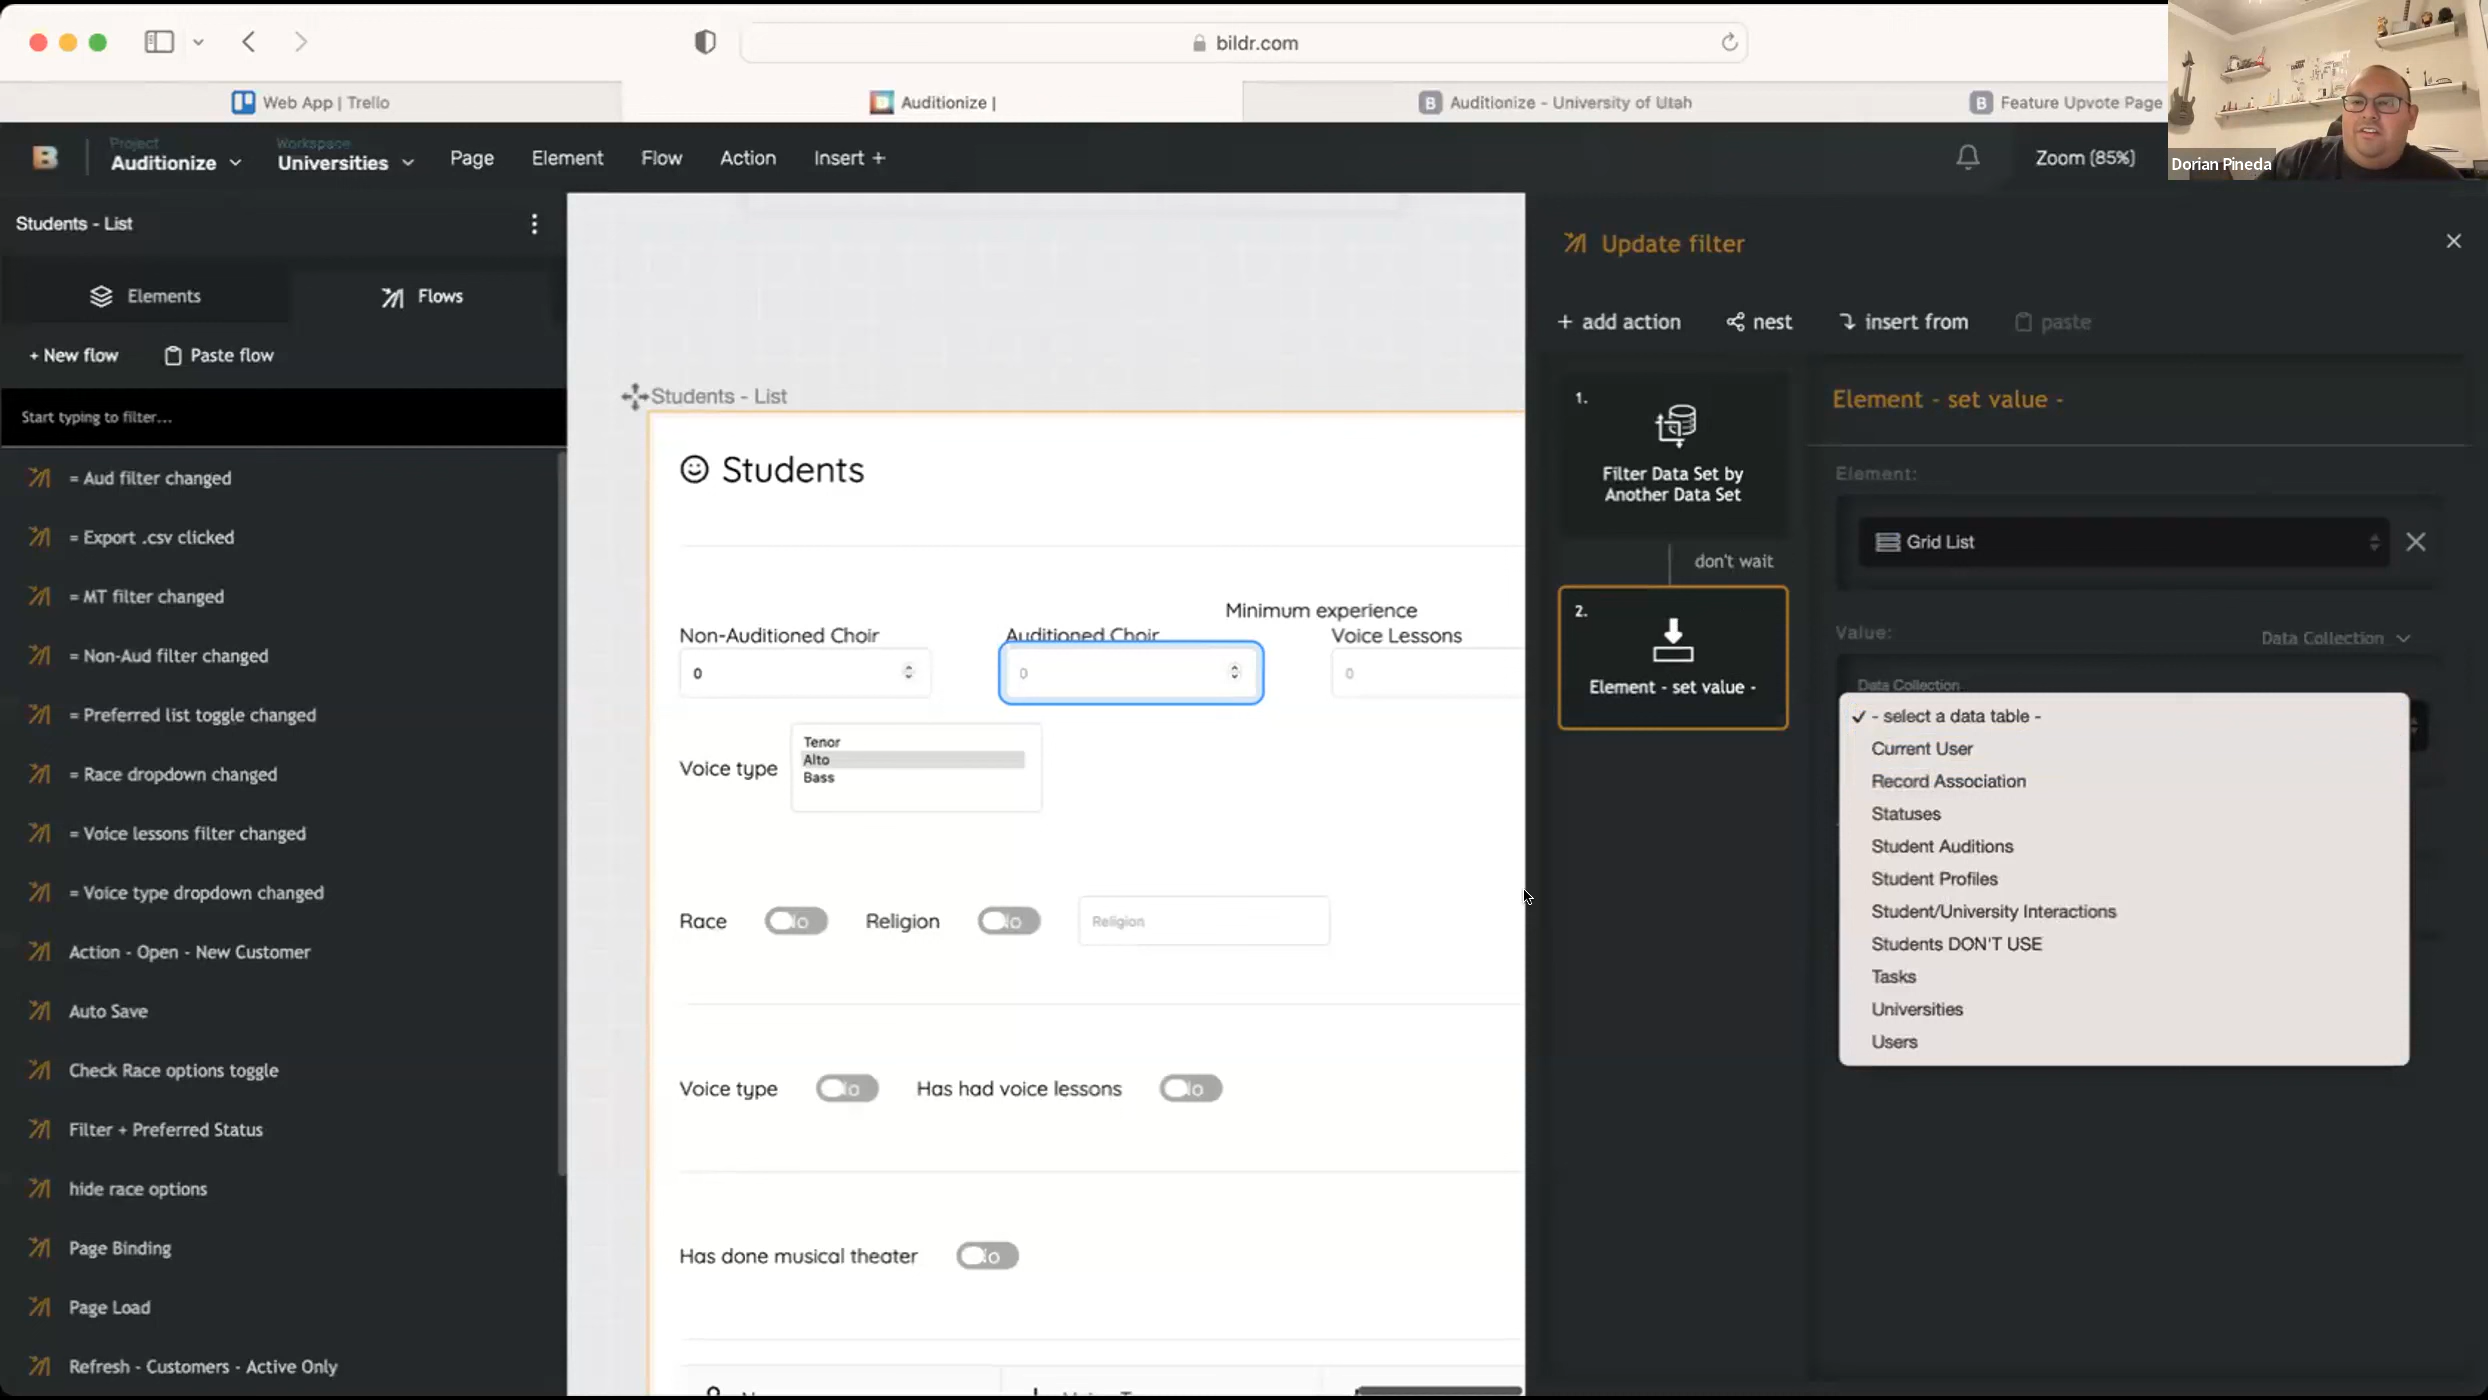 bildr.com
Web App | Trello
Auditionize |
B Auditionize - University of Utah
B Feature Upvote Page
Dorian Pineda
B
Project
Auditionize
Workspace
Universities
Page
Element
Flow
Action
Insert +
Zoom (85%)
Students - List
Elements
Flows
+ New flow
Paste flow
Start typing to filter...
= Aud filter changed
= Export .csv clicked
= MT filter changed
= Non-Aud filter changed
= Preferred list toggle changed
= Race dropdown changed
= Voice lessons filter changed
= Voice type dropdown changed
Action - Open - New Customer
Auto Save
Check Race options toggle
Filter + Preferred Status
hide race options
Page Binding
Page Load
Refresh - Customers - Active Only
Students - List
Students
Minimum experience
Non-Auditioned Choir
Auditioned Choir
Voice Lessons
0
0
0
Voice type
Tenor
Alto
Bass
Race
Religion
Religion
Voice type
Has had voice lessons
Has done musical theater
Update filter
+ add action
nest
insert from
paste
1.
Filter Data Set by
Another Data Set
don't wait
2.
Element - set value -
Element - set value -
Element:
Grid List
Value:
Data Collection
Data Collection
- select a data table -
Current User
Record Association
Statuses
Student Auditions
Student Profiles
Student/University Interactions
Students DON'T USE
Tasks
Universities
Users